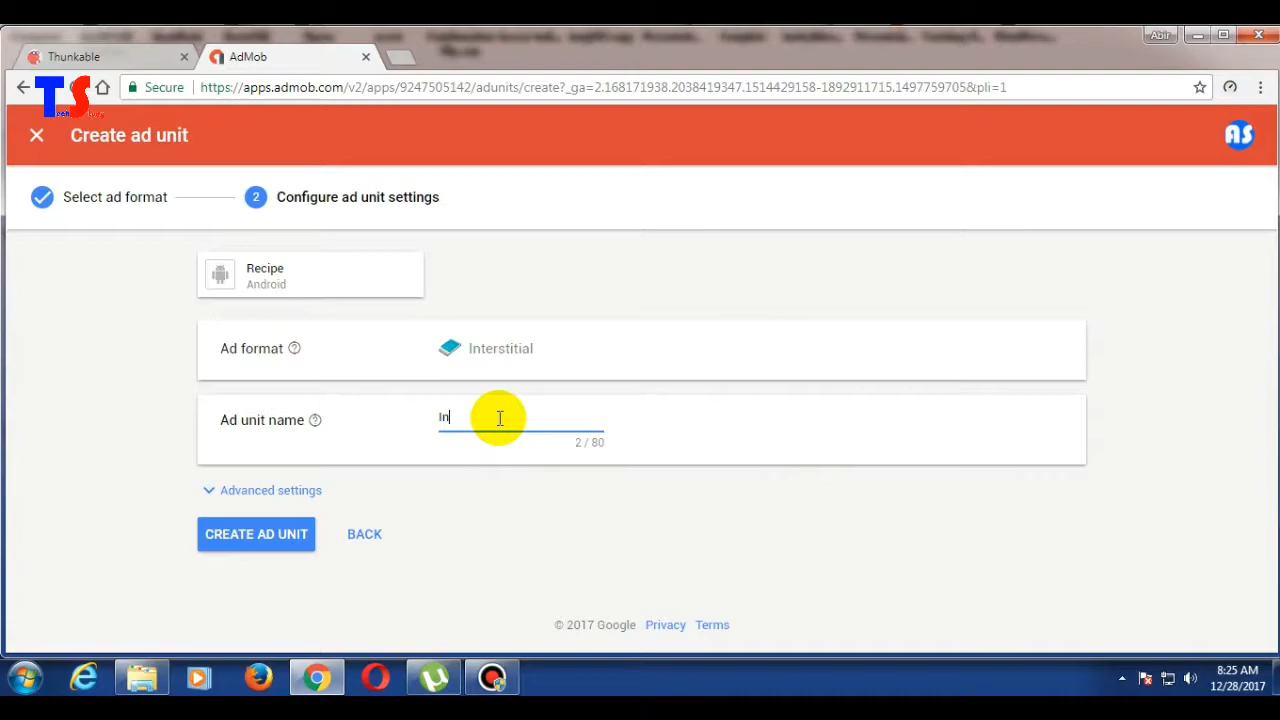 Abir
Thunkable
AdMob
Secure https://apps.admob.com/v2/apps/9247505142/adunits/create?_ga=2.168171938.2038419347.1514429158-1892911715.1497759705&pli=1
TS
Create ad unit
AS
Select ad format
2 Configure ad unit settings
Recipe
Android
Ad format ?
Interstitial
Ad unit name ?
In
2 / 80
Advanced settings
CREATE AD UNIT
BACK
© 2017 Google Privacy Terms
8:25 AM
12/28/2017